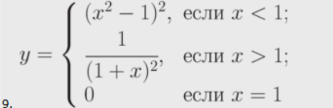 y = { (x² − 1)², если x < 1;
1/(1 + x)², если x > 1;
0 если x = 1
9.